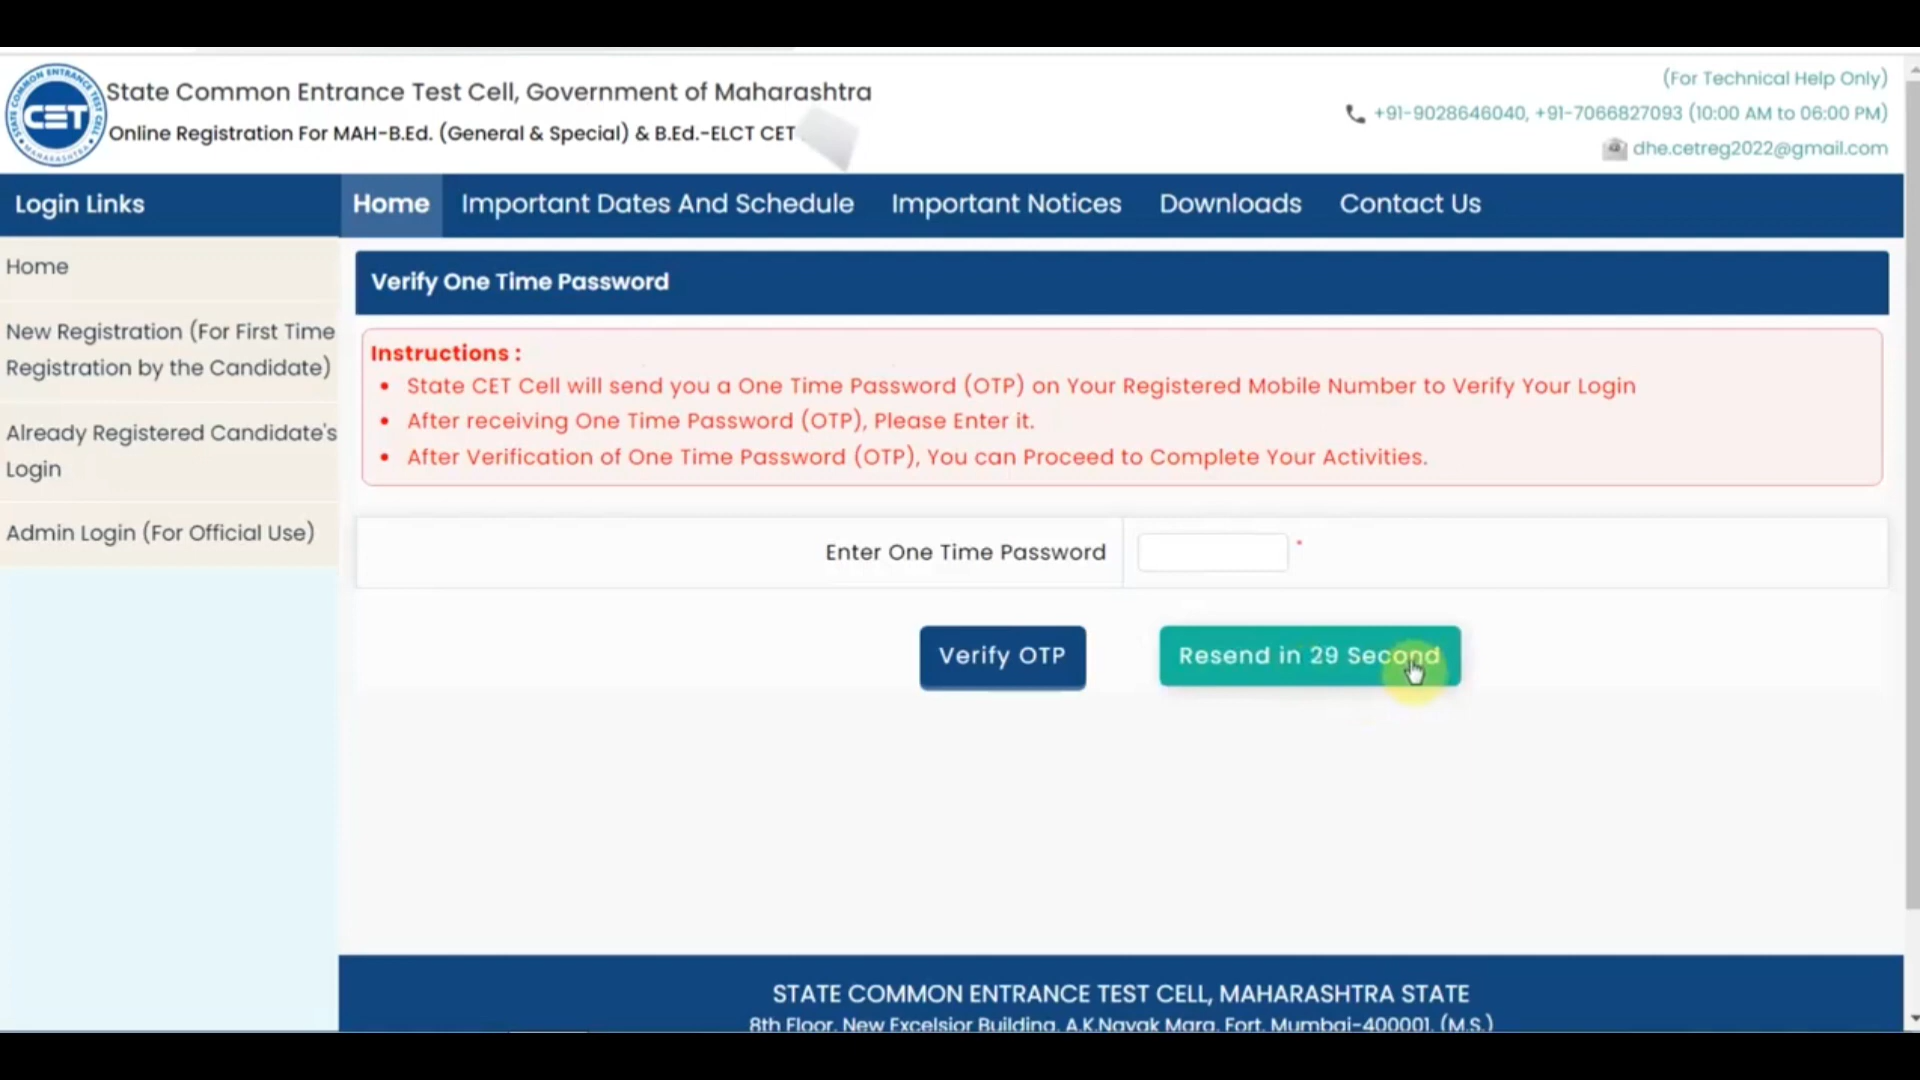 State Common Entrance Test Cell, Government of Maharashtra
Online Registration For MAH-B.Ed. (General & Special) & B.Ed.-ELCT CET
(For Technical Help Only)
+91-9028646040, +91-7066827093 (10:00 AM to 06:00 PM)
dhe.cetreg2022@gmail.com
STATE COMMON ENTRANCE TEST CELL
CET
MAHARASHTRA
Login Links
Home
Important Dates And Schedule
Important Notices
Downloads
Contact Us
Home
New Registration (For First Time
Registration by the Candidate)
Already Registered Candidate's
Login
Admin Login (For Official Use)
Verify One Time Password
Instructions :
• State CET Cell will send you a One Time Password (OTP) on Your Registered Mobile Number to Verify Your Login
• After receiving One Time Password (OTP), Please Enter it.
• After Verification of One Time Password (OTP), You can Proceed to Complete Your Activities.
Enter One Time Password *
Verify OTP
Resend in 29 Second
STATE COMMON ENTRANCE TEST CELL, MAHARASHTRA STATE
8th Floor, New Excelsior Building, A.K.Nayak Marg, Fort, Mumbai-400001. (M.S.)